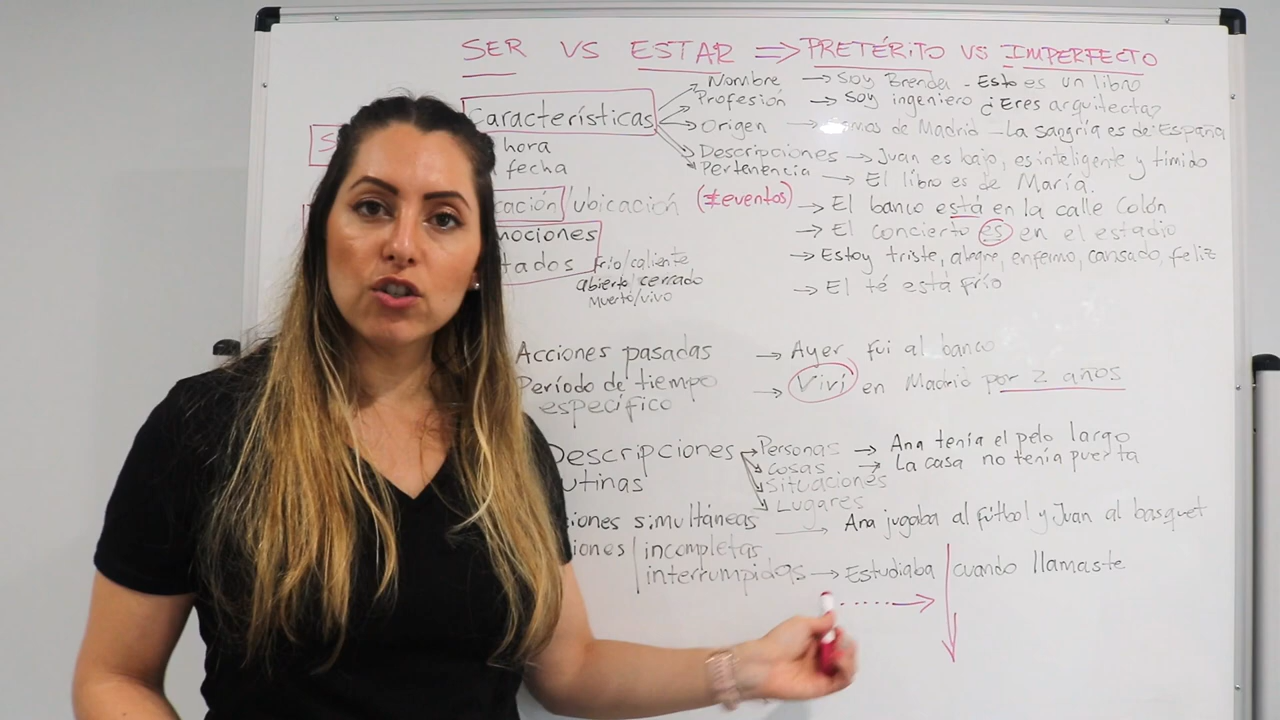 SER VS ESTAR ⇒ PRETÉRITO VS IMPERFECTO
Nombre → Soy Brenda - Esto es un libro
Características
Profesión → Soy ingeniero ¿Eres arquitecta?
Origen → de Madrid - La sangría es de España
hora
Descripciones → Juan es bajo, es inteligente y tímido
fecha
Pertenencia → El libro es de María.
cación/ubicación (≠eventos) → El banco está en la calle Colón
mociones → El concierto es en el estadio
tados frío/caliente → Estoy triste, alegre, enfermo, cansado, feliz
abierto/cerrado
muerto/vivo → El té está frío
Acciones pasadas → Ayer fui al banco
Período de tiempo específico → Viví en Madrid por 2 años
Descripciones
Personas → Ana tenía el pelo largo
Cosas → La casa no tenía puerta
utinas
Situaciones
Lugares
iones simultáneas → Ana jugaba al fútbol y Juan al basquet
iones incompletas
interrumpidas → Estudiaba cuando llamaste